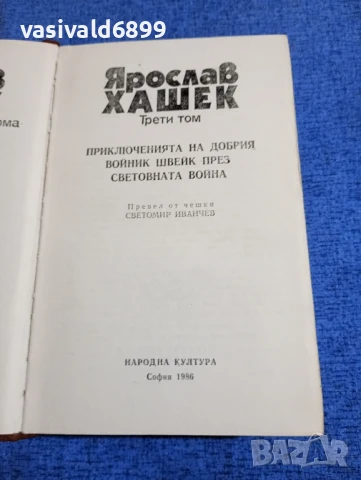 vasivald6899
Ярослав
ХАШЕК
Трети том
ПРИКЛЮЧЕНИЯТА НА ДОБРИЯ
ВОЙНИК ШВЕЙК ПРЕЗ
СВЕТОВНАТА ВОЙНА
Превел от чешки
СВЕТОМИР ИВАНЧЕВ
НАРОДНА КУЛТУРА
София 1986
BAZAR